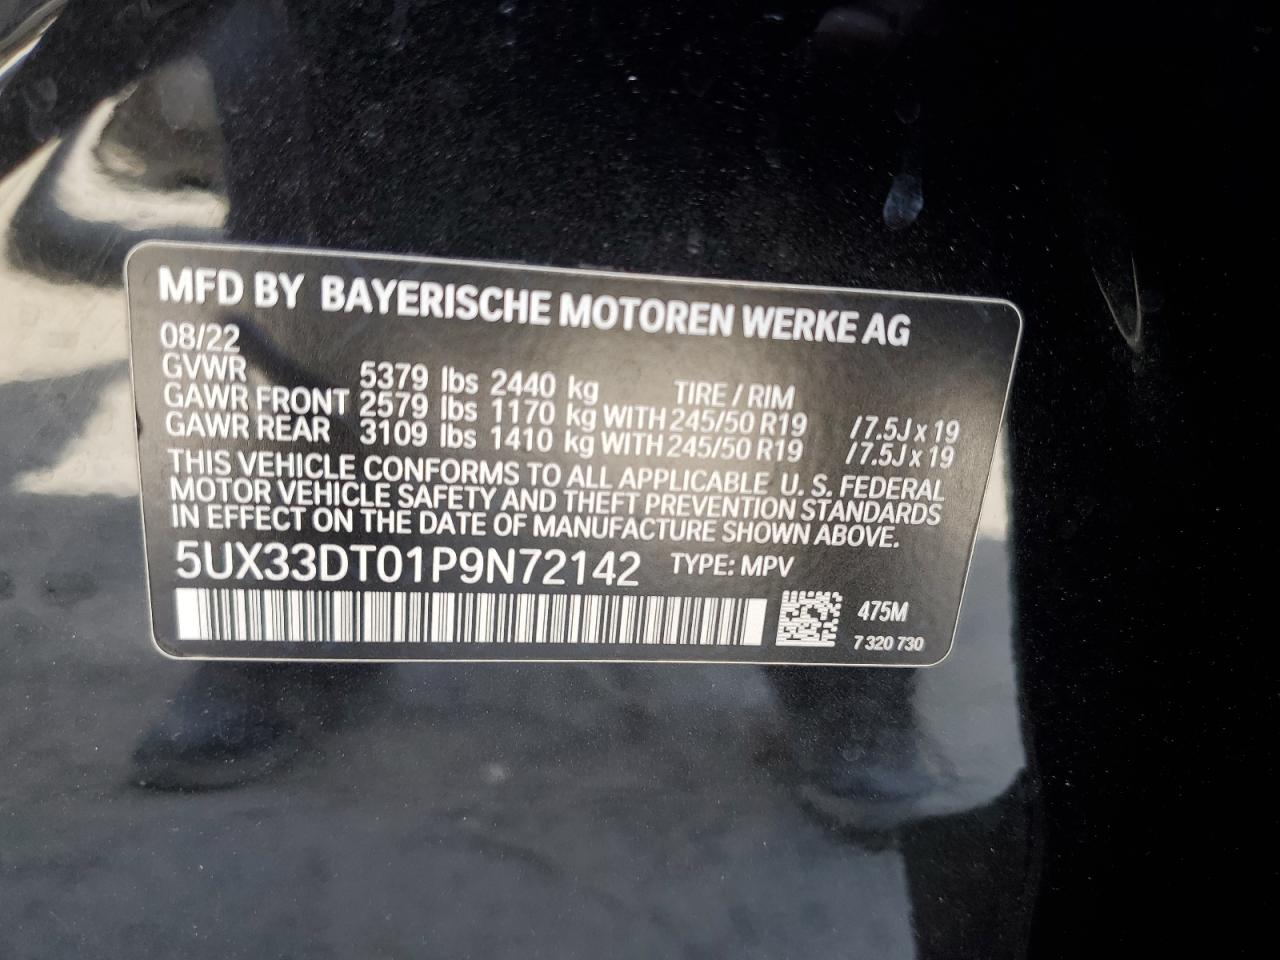 MFD BY BAYERISCHE MOTOREN WERKE AG
08/22
GVWR 5379 lbs 2440 kg TIRE / RIM
GAWR FRONT 2579 lbs 1170 kg WITH 245/50 R19 / 7.5J x 19
GAWR REAR 3109 lbs 1410 kg WITH 245/50 R19 / 7.5J x 19
THIS VEHICLE CONFORMS TO ALL APPLICABLE U. S. FEDERAL
MOTOR VEHICLE SAFETY AND THEFT PREVENTION STANDARDS
IN EFFECT ON THE DATE OF MANUFACTURE SHOWN ABOVE.
5UX33DT01P9N72142 TYPE: MPV
475M
7 320 730